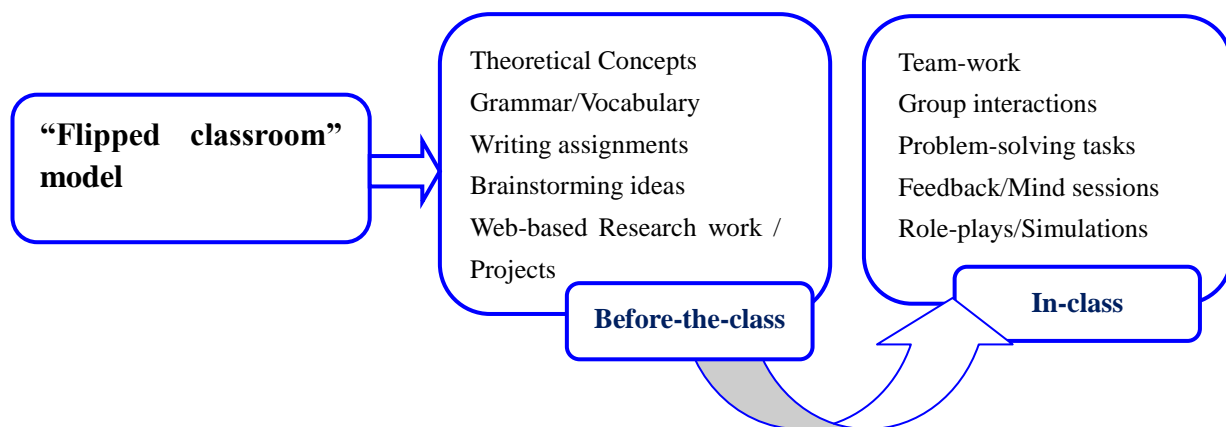 “Flipped classroom”
model
Theoretical Concepts
Grammar/Vocabulary
Writing assignments
Brainstorming ideas
Web-based Research work /
Projects
Before-the-class
Team-work
Group interactions
Problem-solving tasks
Feedback/Mind sessions
Role-plays/Simulations
In-class